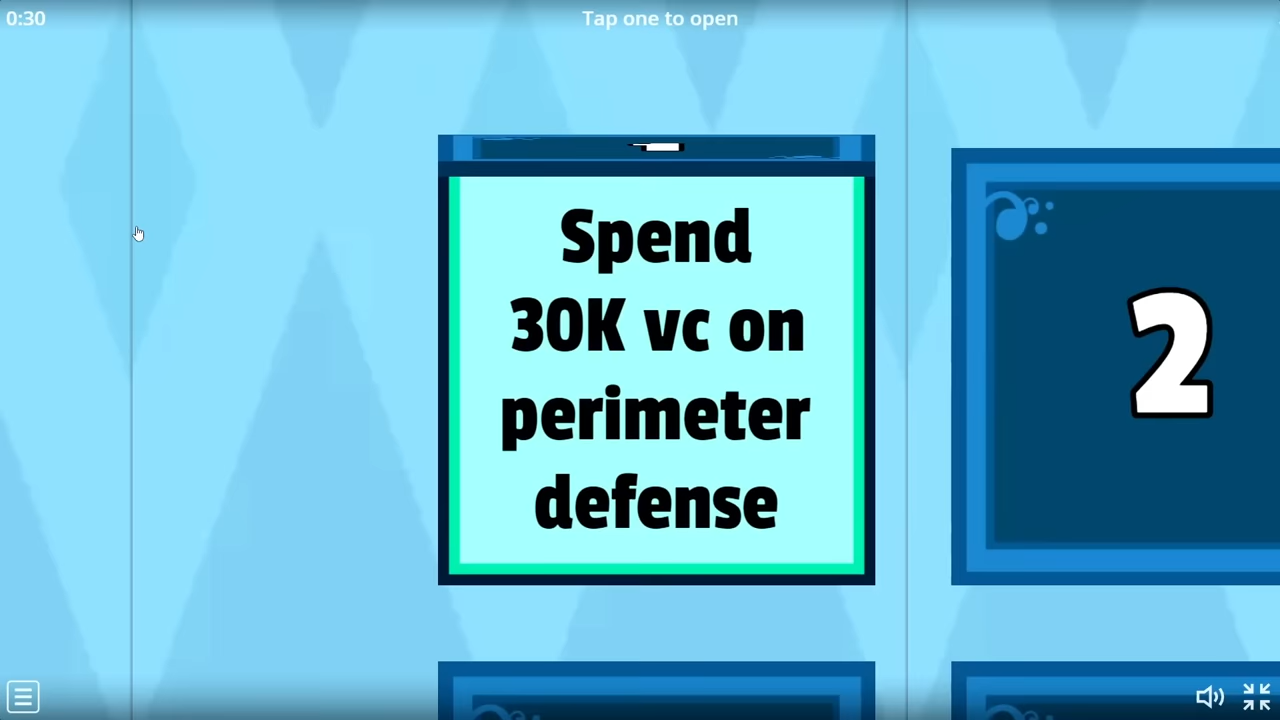 0:30
Tap one to open
Spend
30K vc on
perimeter
defense
2